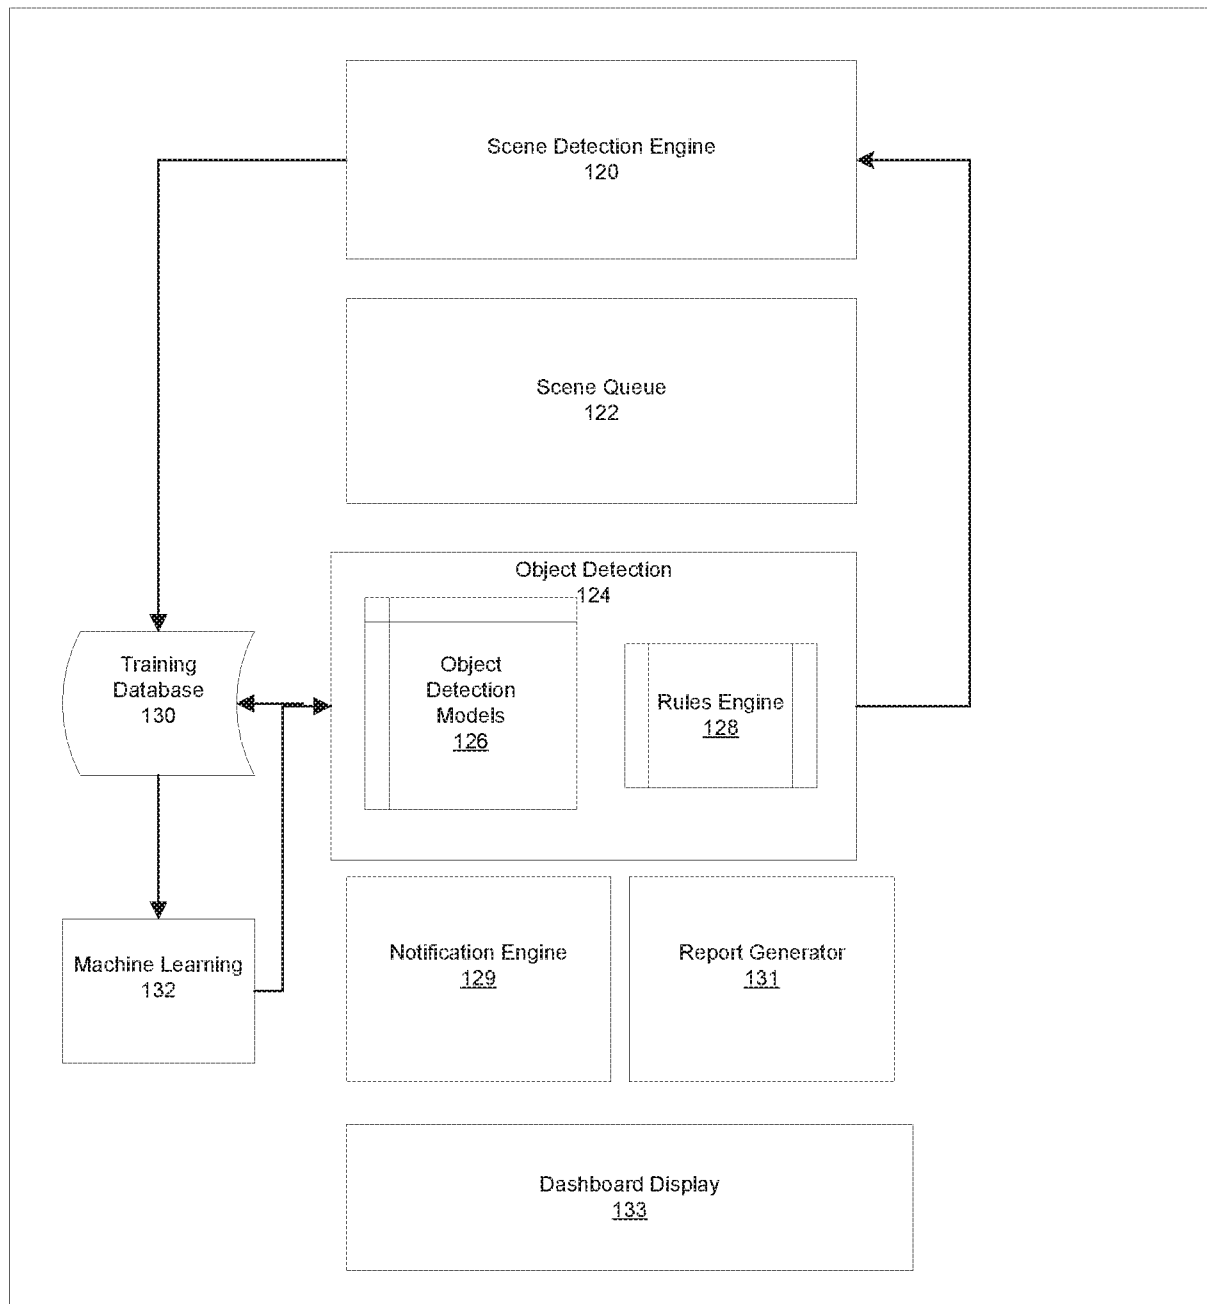 Scene Detection Engine
120
Scene Queue
122
Object Detection
124
Object
Detection
Models
126
Rules Engine
128
Training
Database
130
Machine Learning
132
Notification Engine
129
Report Generator
131
Dashboard Display
133